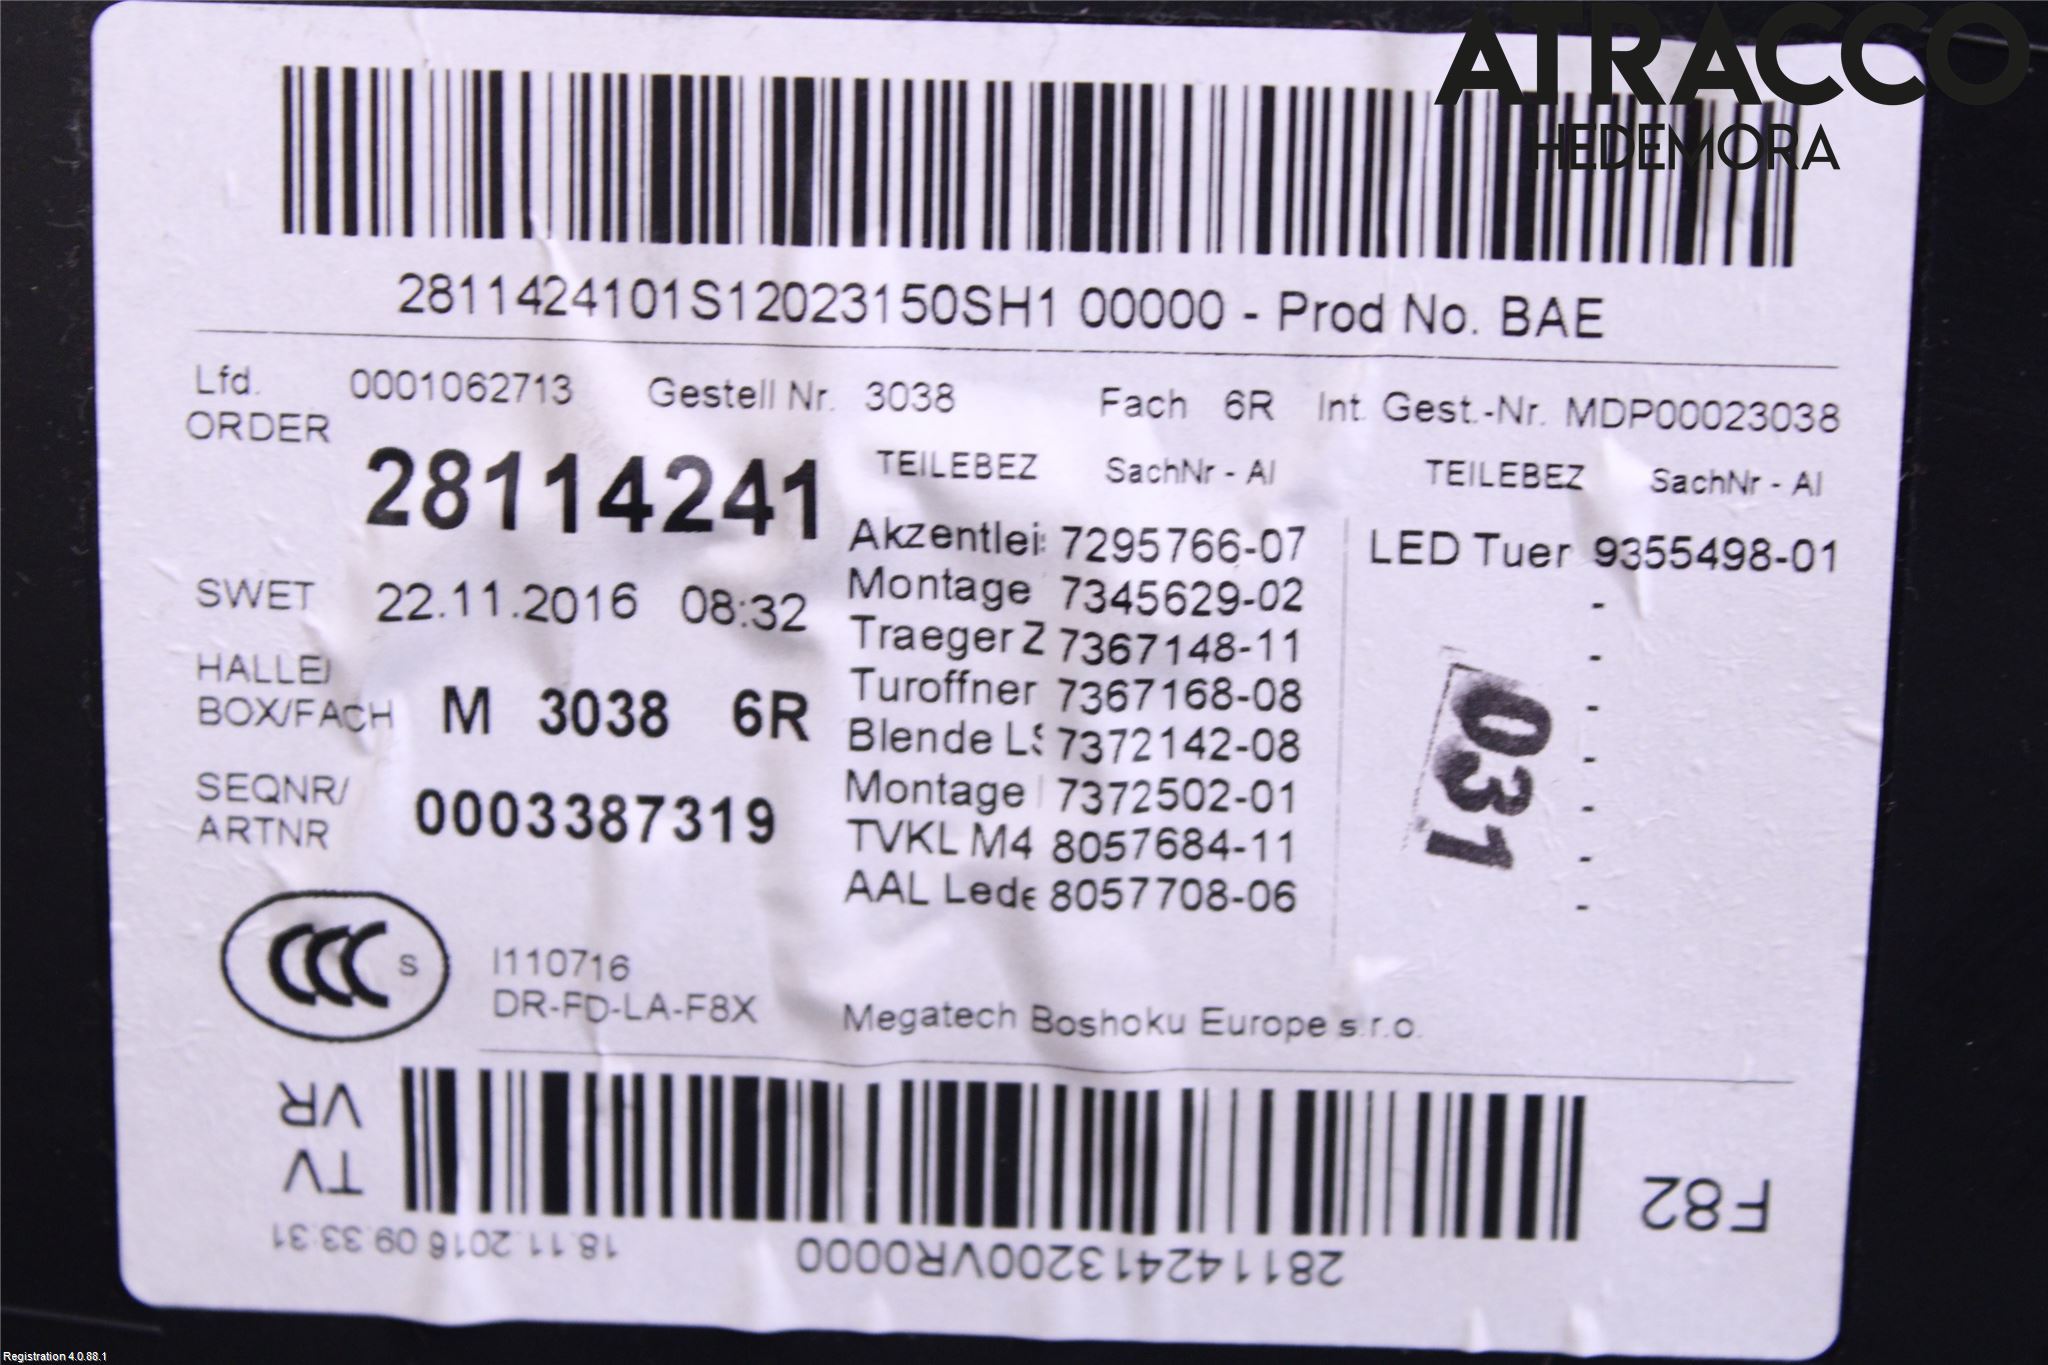 ATRACCO
HEDEMORA
2811424101S12023150SH1 00000 - Prod No. BAE
Lfd. 0001062713 Gestell Nr. 3038 Fach 6R Int. Gest.-Nr. MDP00023038
ORDER 28114241
TEILEBEZ SachNr - AI TEILEBEZ SachNr - AI
Akzentleis 7295766-07 LED Tuer 9355498-01
SWET 22.11.2016 08:32
Montage 7345629-02 -
Traeger Z 7367148-11 -
HALLE/
BOX/FACH M 3038 6R
Turoffner 7367168-08 -
Blende LS 7372142-08 -
SEQNR/
ARTNR 0003387319
Montage 7372502-01 -
TVKL M4 8057684-11 -
AAL Lede 8057708-06 -
031
CCC S
I110716
DR-FD-LA-F8X
Megatech Boshoku Europe s.r.o.
TV
VR
F82
281142413200VR0000
18.11.2016 09:33:31
Registration 4.0.88.1